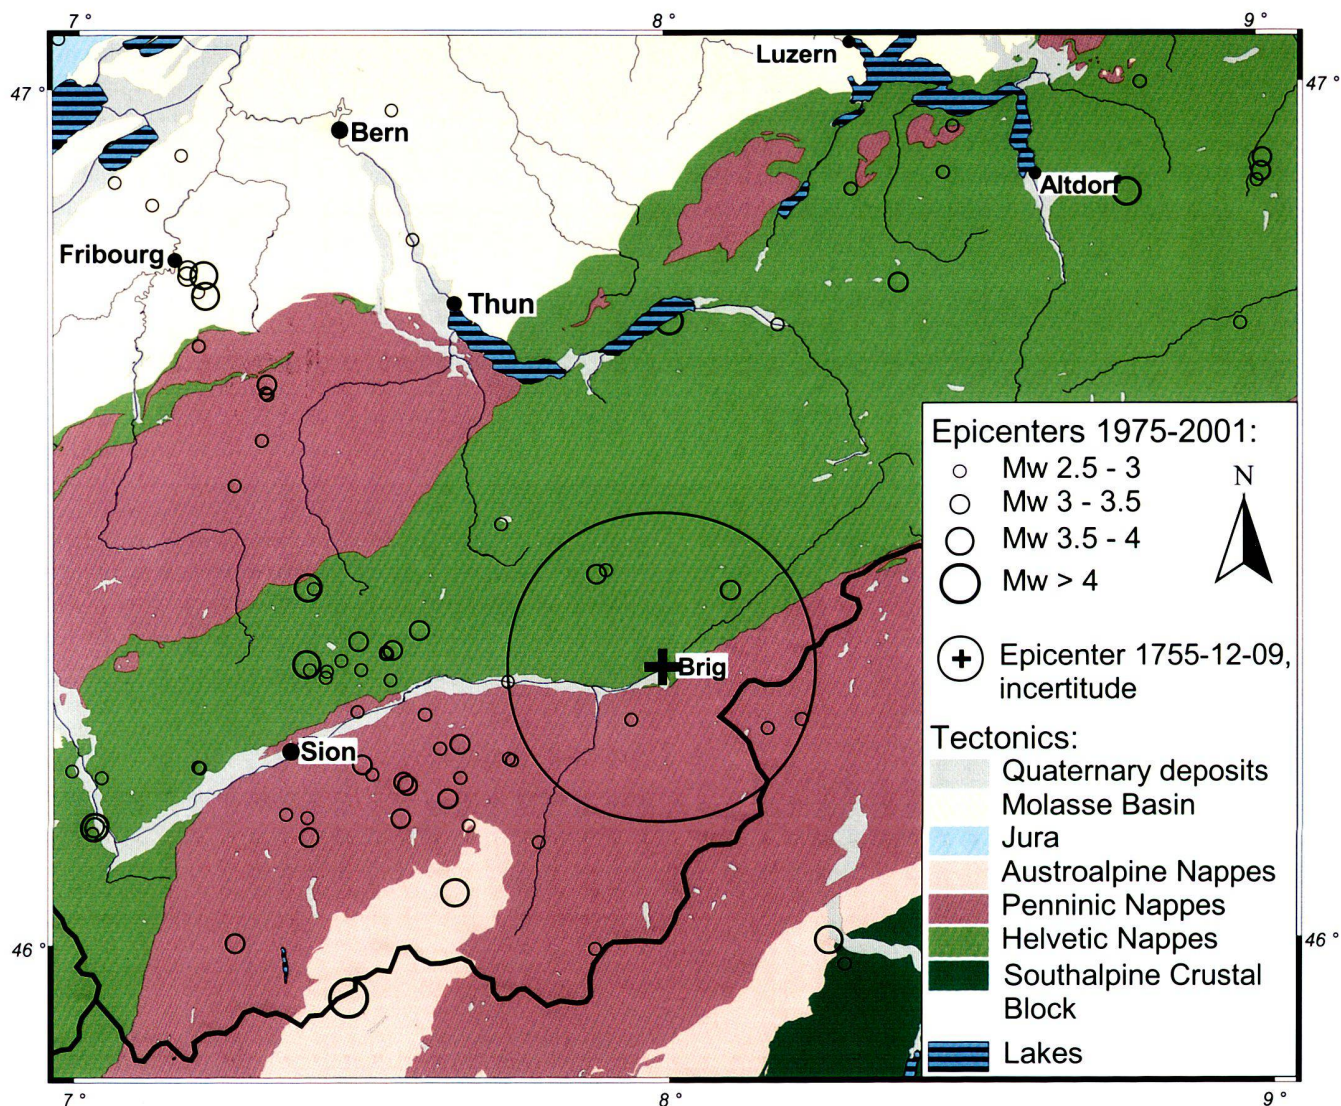 7 °
8 °
9 °
47 °
47 °
Luzern
Bern
Altdorf
Fribourg
Thun
Epicenters 1975-2001:
Mw 2.5 - 3
Mw 3 - 3.5
Mw 3.5 - 4
Mw > 4
N
Epicenter 1755-12-09,
incertitude
Brig
Sion
Tectonics:
Quaternary deposits
Molasse Basin
Jura
Austroalpine Nappes
Penninic Nappes
Helvetic Nappes
Southalpine Crustal
Block
Lakes
46 °
46 °
7 °
8 °
9 °